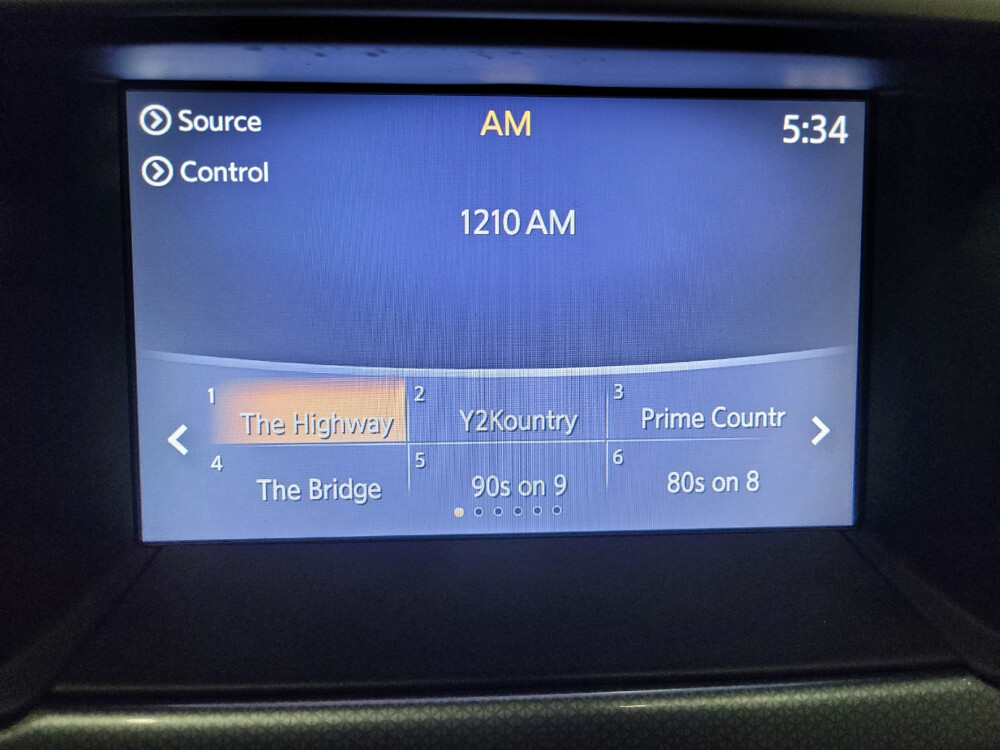 Source
AM
5:34
Control
1210 AM
1
The Highway
2
Y2Kountry
3
Prime Countr
4
The Bridge
5
90s on 9
6
80s on 8